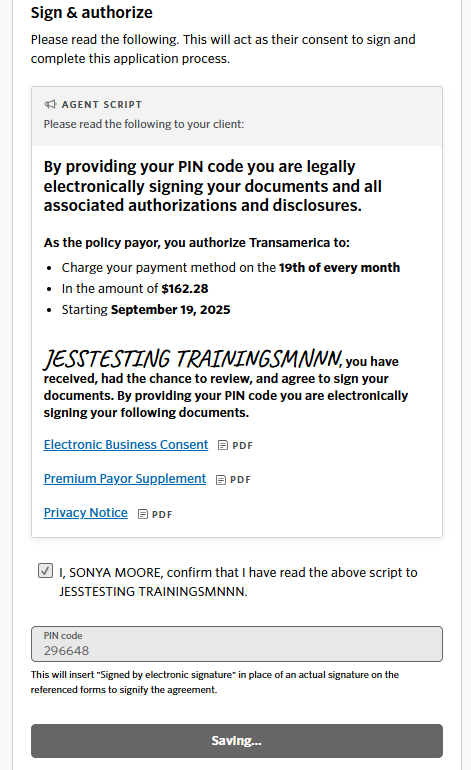 Sign & authorize
Please read the following. This will act as their consent to sign and
complete this application process.
AGENT SCRIPT
Please read the following to your client:
By providing your PIN code you are legally
electronically signing your documents and all
associated authorizations and disclosures.
As the policy payor, you authorize Transamerica to:
• Charge your payment method on the 19th of every month
• In the amount of $162.28
• Starting September 19, 2025
JESSTESTING TRAININGSMNNN, you have
received, had the chance to review, and agree to sign your
documents. By providing your PIN code you are electronically
signing your following documents.
Electronic Business Consent PDF
Premium Payor Supplement PDF
Privacy Notice PDF
I, SONYA MOORE, confirm that I have read the above script to
JESSTESTING TRAININGSMNNN.
PIN code
296648
This will insert "Signed by electronic signature" in place of an actual signature on the
referenced forms to signify the agreement.
Saving...